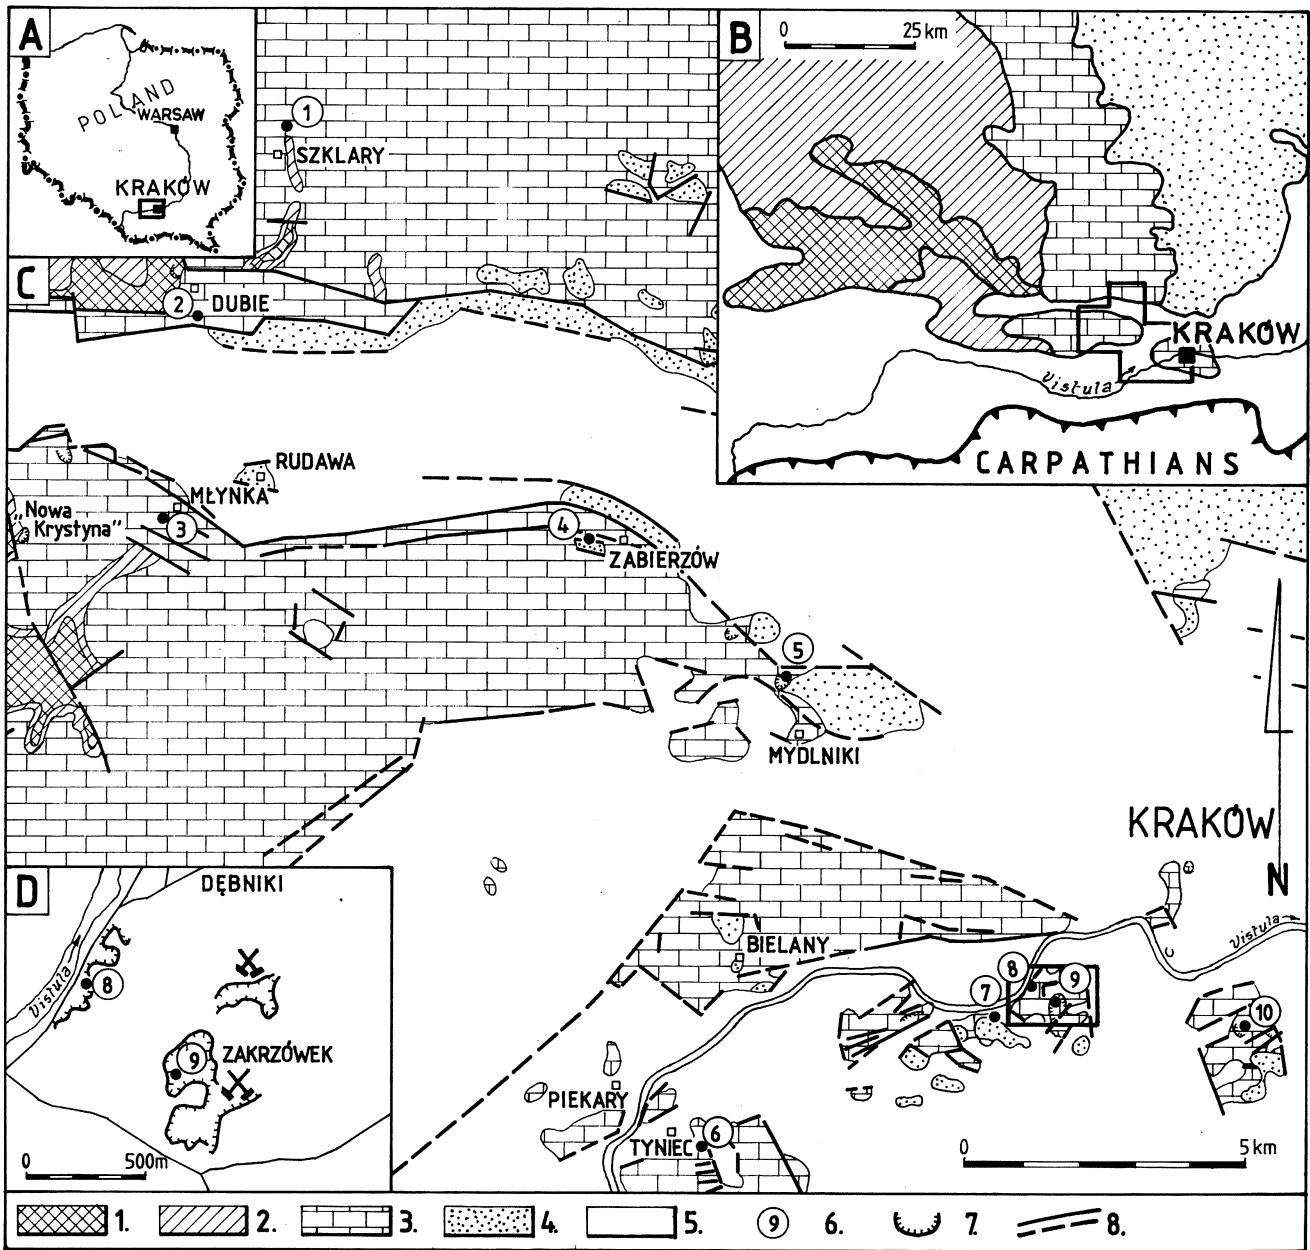 A
POLAND
WARSAW
KRAKÓW
B
0 25 km
KRAKÓW
Vistula
CARPATHIANS
C
1
SZKLARY
2
DUBIE
RUDAWA
MŁYNKA
"Nowa
Krystyna"
3
4
ZABIERZÓW
5
MYDLNIKI
KRAKÓW
N
BIELANY
Vistula
8
9
7
10
PIEKARY
TYNIEC
6
0 5 km
D
DĘBNIKI
Vistula
8
9
ZAKRZÓWEK
0 500m
1. 2. 3. 4. 5. 9 6. 7. 8.